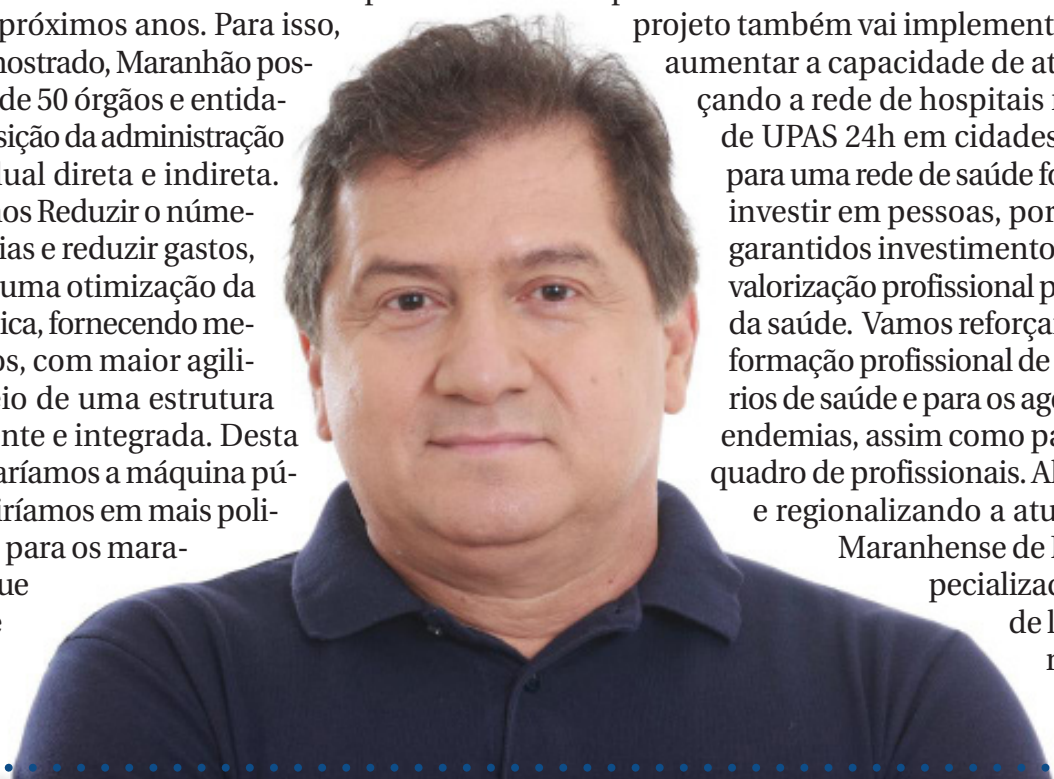 próximos anos. Para isso,
mostrado, Maranhão pos-
de 50 órgãos e entida-
sição da administração
dual direta e indireta.
nos Reduzir o núme-
ias e reduzir gastos,
uma otimização da
ica, fornecendo me-
os, com maior agili-
io de uma estrutura
nte e integrada. Desta
aríamos a máquina pú-
iríamos em mais poli-
para os mara-
ue
projeto também vai implement
aumentar a capacidade de at
çando a rede de hospitais
de UPAS 24h em cidades
para uma rede de saúde fo
investir em pessoas, por
garantidos investimento
valorização profissional p
da saúde. Vamos reforça
formação profissional de
rios de saúde e para os age
endemias, assim como pa
quadro de profissionais. Al
e regionalizando a atu
Maranhense de
pecializad
de l